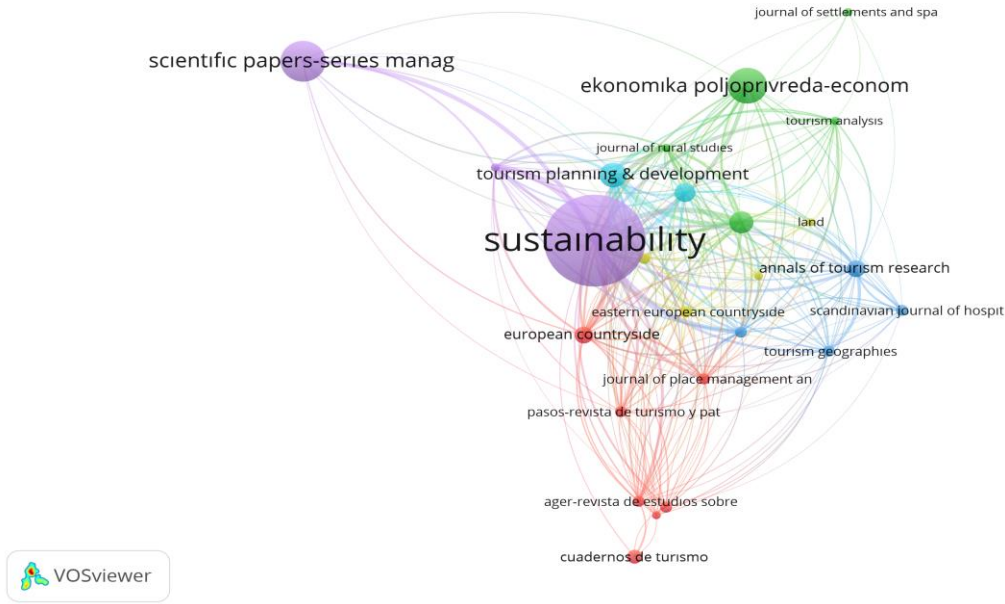 journal of settlements and spa
scientific papers-series manag
ekonomika poljoprivreda-econom
tourism analysis
journal of rural studies
tourism planning & development
land
sustainability
annals of tourism research
eastern european countryside
scandinavian journal of hospit
european countryside
tourism geographies
journal of place management an
pasos-revista de turismo y pat
ager-revista de estudios sobre
cuadernos de turismo
VOSviewer